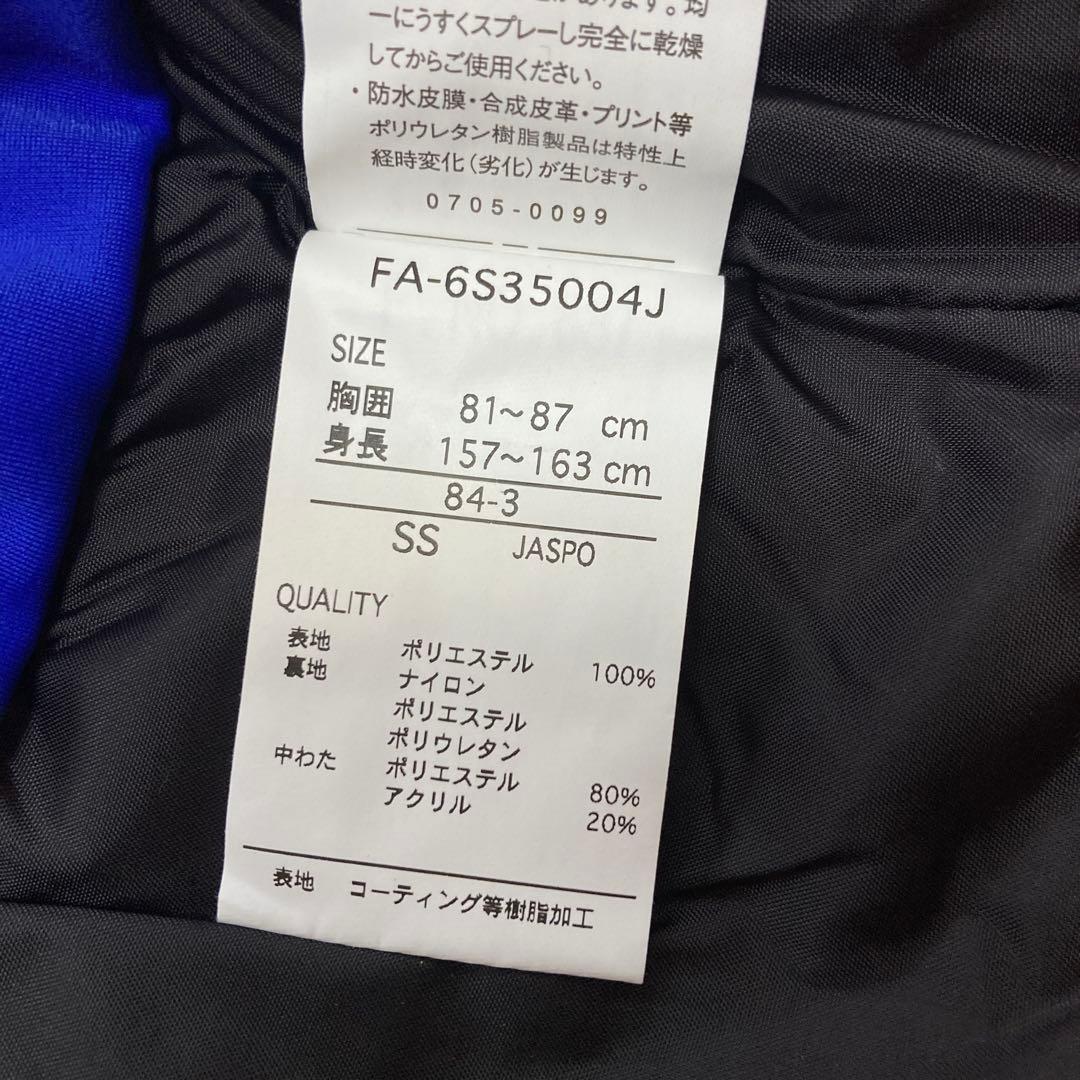 があります。均
一にうすくスプレーし完全に乾燥
してからご使用ください。
・防水皮膜・合成皮革・プリント等
ポリウレタン樹脂製品は特性上
経時変化(劣化)が生じます。
0705-0099
FA-6S35004J
SIZE
胸囲 81~87 cm
身長 157~163 cm
84-3
SS JASPO
QUALITY
表地 ポリエステル 100%
裏地 ナイロン
ポリエステル
ポリウレタン
中わた ポリエステル 80%
アクリル 20%
表地 コーティング等樹脂加工